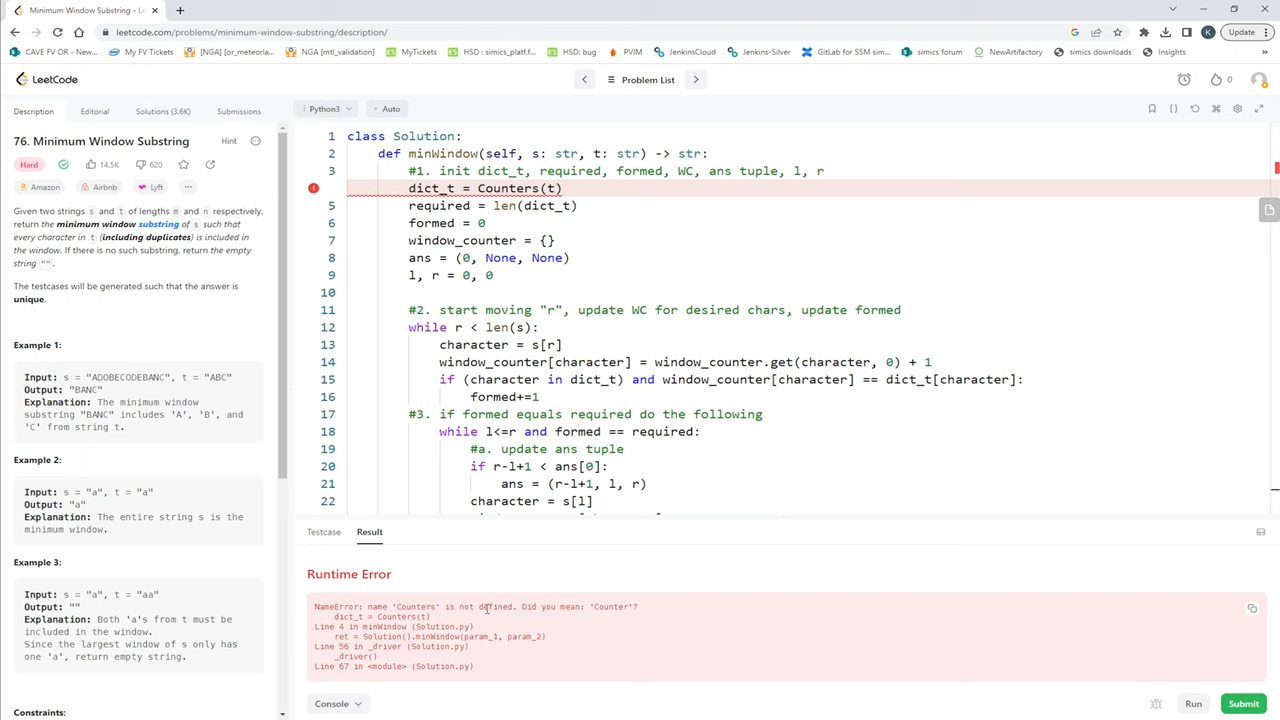 Minimum Window Substring - Le
leetcode.com/problems/minimum-window-substring/description/
Update
CAVE FV OR - New...
My FV Tickets
[NGA] [or_meteorla...
NGA [mtl_validation]
MyTickets
HSD : simics_platf...
HSD: bug
PVIM
JenkinsCloud
Jenkins-Silver
GitLab for SSM sim...
simics forum
NewArtifactory
simics downloads
Insights
LeetCode
Problem List
0
Description
Editorial
Solutions (3.6K)
Submissions
Python3
Auto
76. Minimum Window Substring
Hint
Hard
14.5K
620
Amazon
Airbnb
Lyft
Given two strings s and t of lengths m and n respectively,
return the minimum window substring of s such that
every character in t (including duplicates) is included in
the window. If there is no such substring, return the empty
string "".
The testcases will be generated such that the answer is
unique.
Example 1:
Input: s = "ADOBECODEBANC", t = "ABC"
Output: "BANC"
Explanation: The minimum window
substring "BANC" includes 'A', 'B', and
'C' from string t.
Example 2:
Input: s = "a", t = "a"
Output: "a"
Explanation: The entire string s is the
minimum window.
Example 3:
Input: s = "a", t = "aa"
Output: ""
Explanation: Both 'a's from t must be
included in the window.
Since the largest window of s only has
one 'a', return empty string.
Constraints:
1 class Solution:
2 def minWindow(self, s: str, t: str) -> str:
3 #1. init dict_t, required, formed, WC, ans tuple, l, r
dict_t = Counters(t)
5 required = len(dict_t)
6 formed = 0
7 window_counter = {}
8 ans = (0, None, None)
9 l, r = 0, 0
10
11 #2. start moving "r", update WC for desired chars, update formed
12 while r < len(s):
13 character = s[r]
14 window_counter[character] = window_counter.get(character, 0) + 1
15 if (character in dict_t) and window_counter[character] == dict_t[character]:
16 formed+=1
17 #3. if formed equals required do the following
18 while l<=r and formed == required:
19 #a. update ans tuple
20 if r-l+1 < ans[0]:
21 ans = (r-l+1, l, r)
22 character = s[l]
Testcase
Result
Runtime Error
NameError: name 'Counters' is not defined. Did you mean: 'Counter'?
dict_t = Counters(t)
Line 4 in minWindow (Solution.py)
ret = Solution().minWindow(param_1, param_2)
Line 56 in _driver (Solution.py)
_driver()
Line 67 in <module> (Solution.py)
Console
Run
Submit